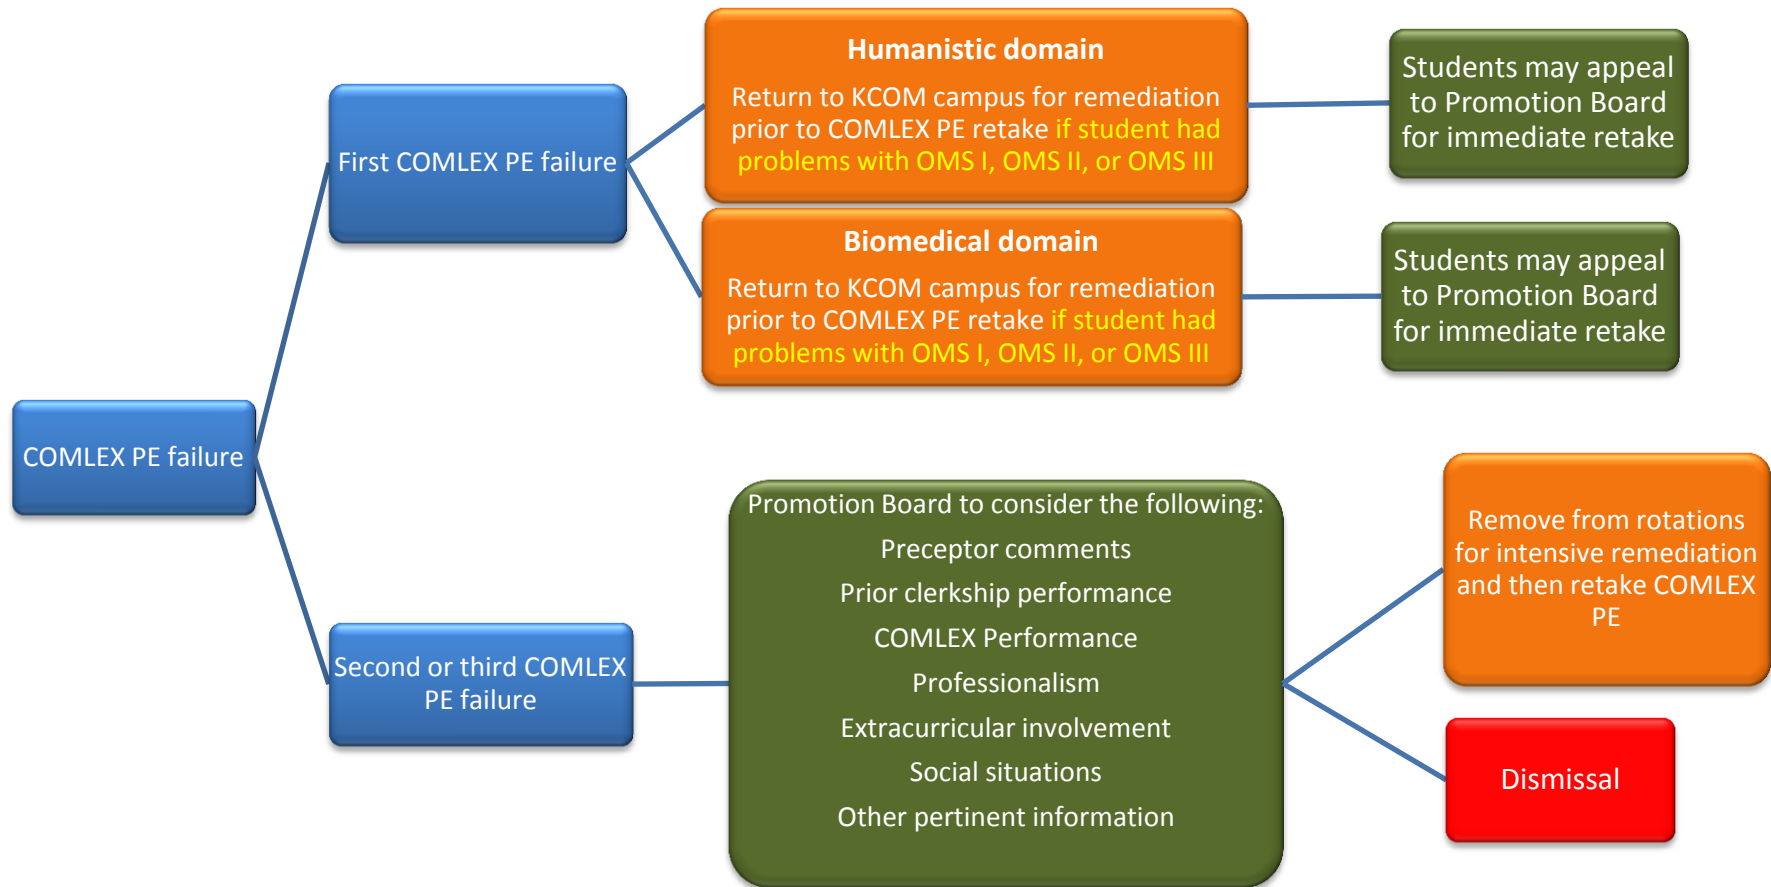 COMLEX PE failure
First COMLEX PE failure
Humanistic domain
Return to KCOM campus for remediation
prior to COMLEX PE retake if student had
problems with OMS I, OMS II, or OMS III
Students may appeal
to Promotion Board
for immediate retake
Biomedical domain
Return to KCOM campus for remediation
prior to COMLEX PE retake if student had
problems with OMS I, OMS II, or OMS III
Students may appeal
to Promotion Board
for immediate retake
Second or third COMLEX
PE failure
Promotion Board to consider the following:
Preceptor comments
Prior clerkship performance
COMLEX Performance
Professionalism
Extracurricular involvement
Social situations
Other pertinent information
Remove from rotations
for intensive remediation
and then retake COMLEX
PE
Dismissal